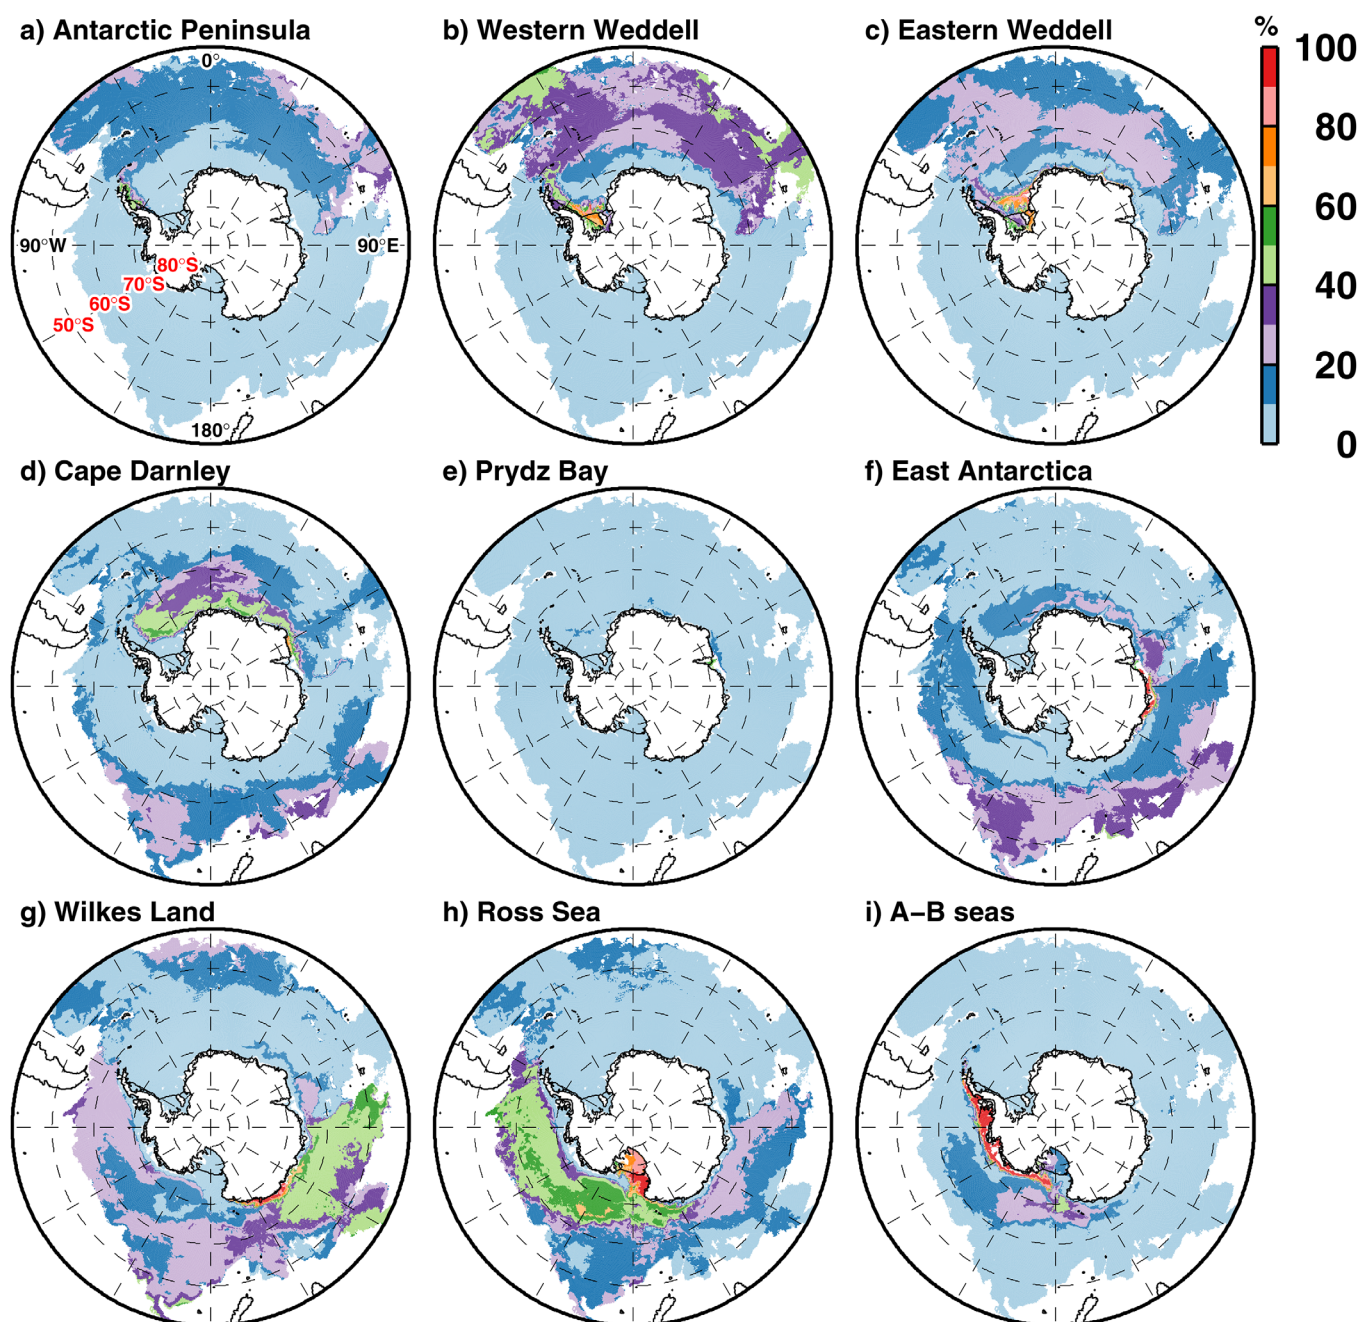 a) Antarctic Peninsula
b) Western Weddell
c) Eastern Weddell
%
100
80
60
40
20
0
0°
90°W
90°E
80°S
70°S
60°S
50°S
180°
d) Cape Darnley
e) Prydz Bay
f) East Antarctica
g) Wilkes Land
h) Ross Sea
i) A−B seas